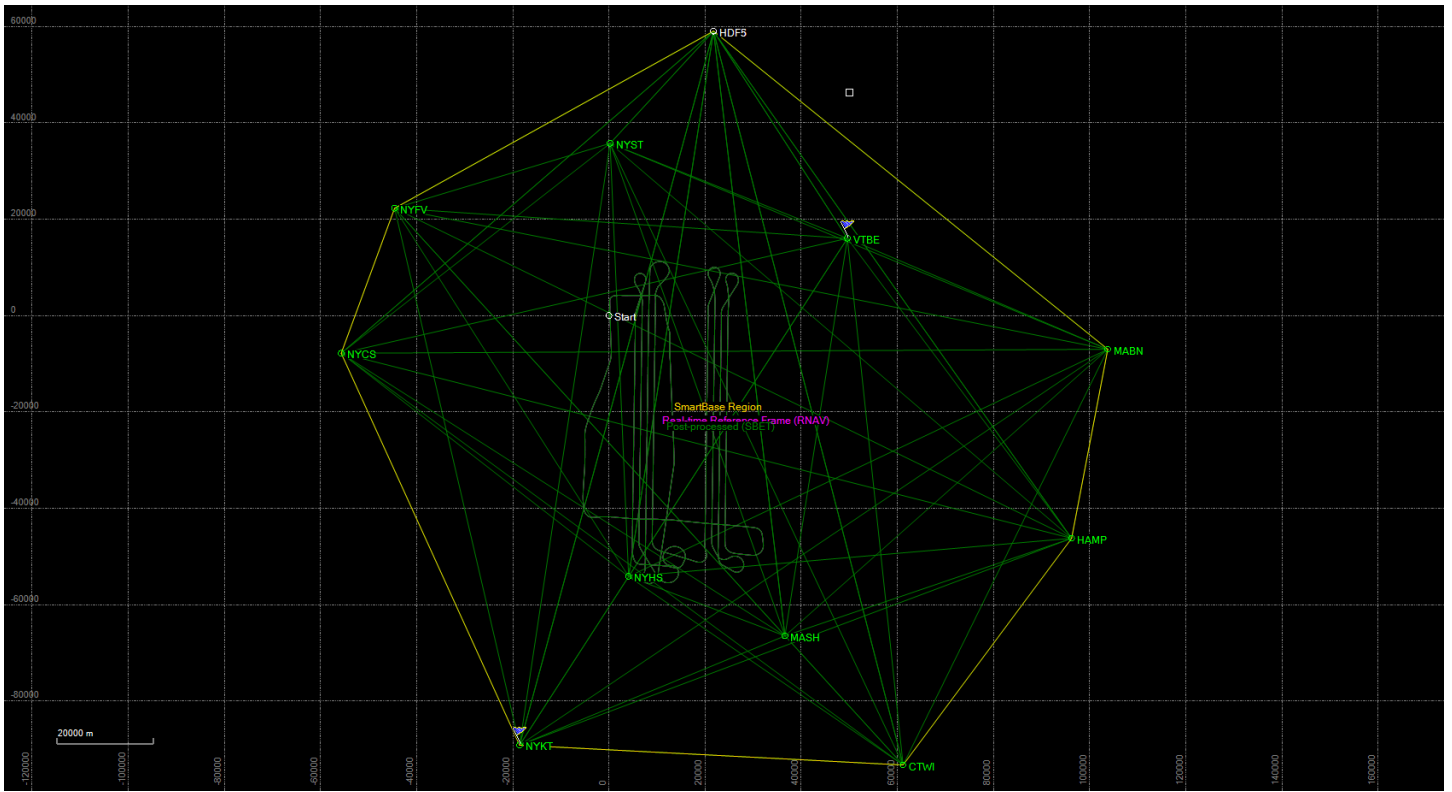 60000
HDF5
40000
NYST
20000
NYFV
VTBE
0
Start
NYCS
MABN
-20000
SmartBase Region
Real-time Reference Frame (RNAV)
Post-processed (SBET)
-40000
HAMP
-60000
NYHS
MASH
-80000
20000 m
NYKT
CTWI
-120000
-100000
-80000
-60000
-40000
-20000
0
20000
40000
60000
80000
100000
120000
140000
160000